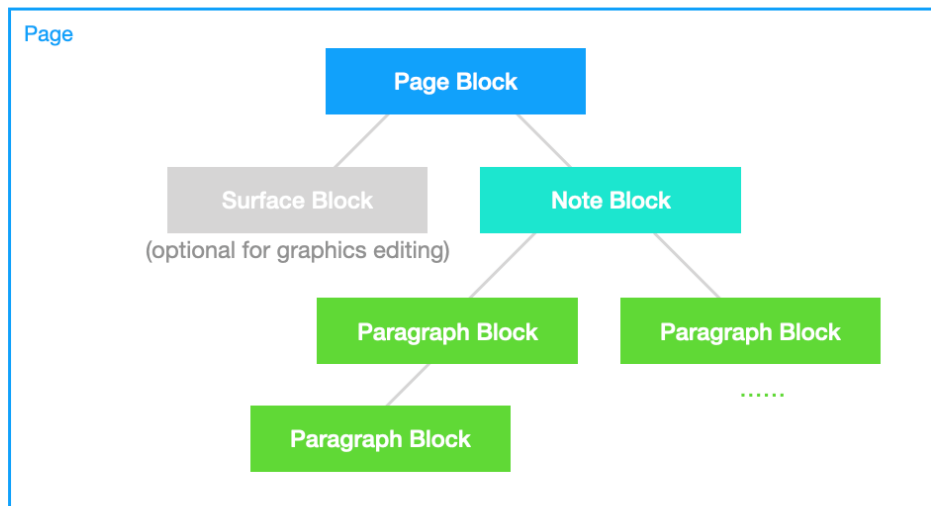 Page
Page Block
Surface Block
Note Block
(optional for graphics editing)
Paragraph Block
Paragraph Block
......
Paragraph Block